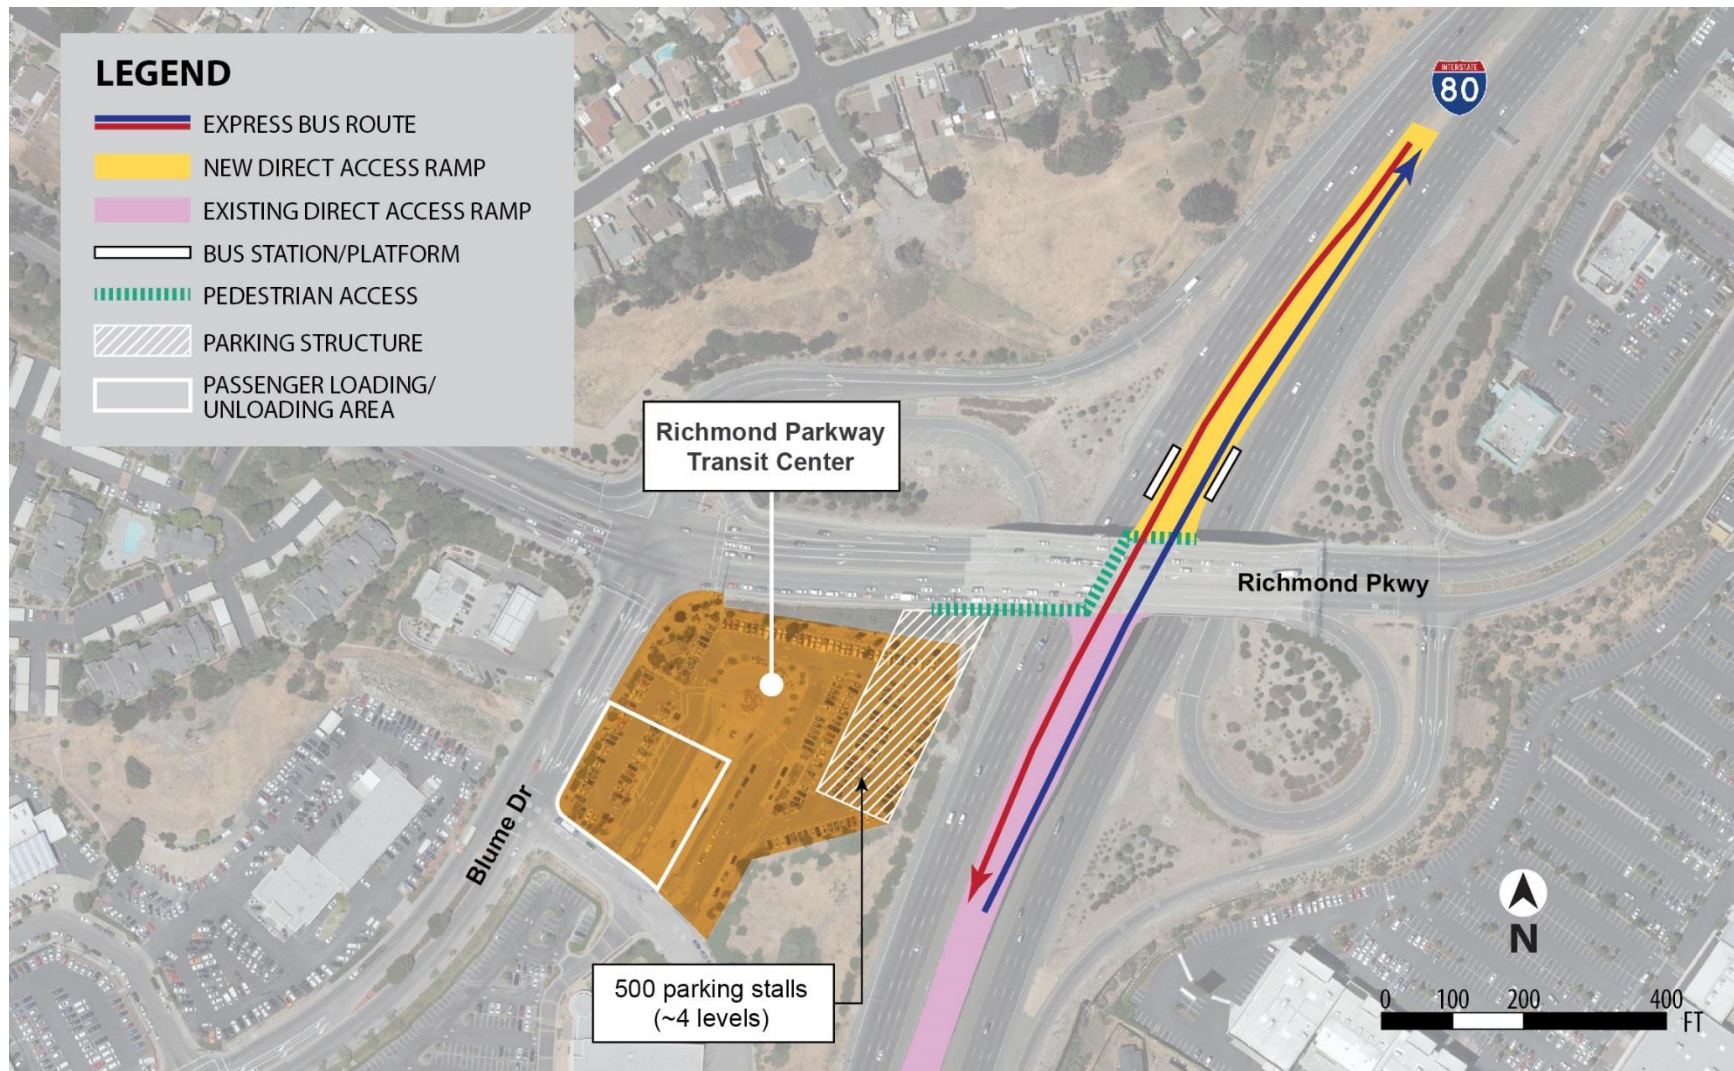 LEGEND
EXPRESS BUS ROUTE
NEW DIRECT ACCESS RAMP
EXISTING DIRECT ACCESS RAMP
BUS STATION/PLATFORM
PEDESTRIAN ACCESS
PARKING STRUCTURE
PASSENGER LOADING/
UNLOADING AREA
INTERSTATE
80
Richmond Parkway
Transit Center
Richmond Pkwy
Blume Dr
500 parking stalls
(~4 levels)
N
0 100 200 400
FT